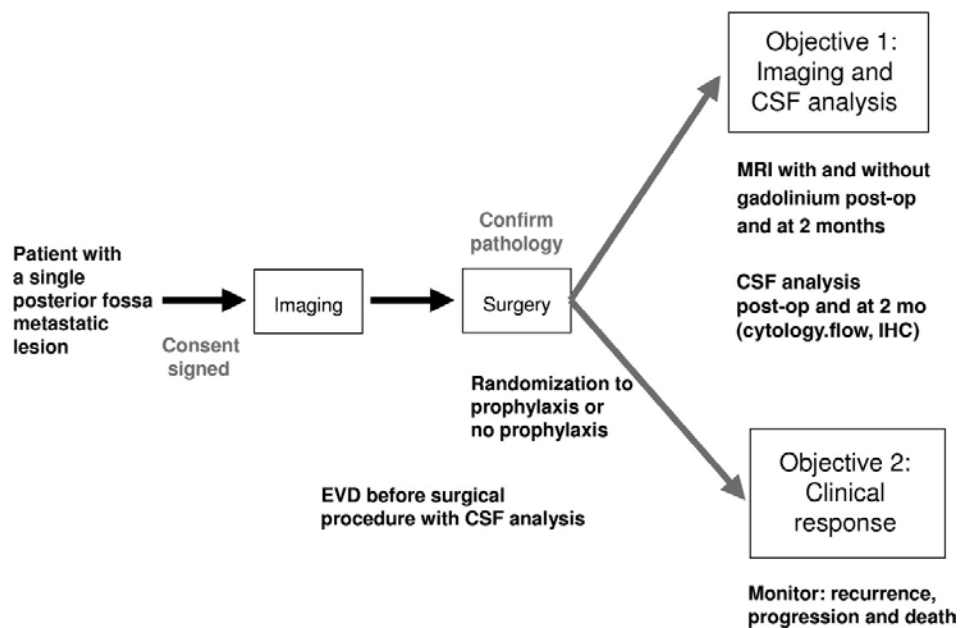 Patient with
a single
posterior fossa
metastatic
lesion
Consent
signed
Imaging
Confirm
pathology
Surgery
Randomization to
prophylaxis or
no prophylaxis
EVD before surgical
procedure with CSF analysis
Objective 1:
Imaging and
CSF analysis
MRI with and without
gadolinium post-op
and at 2 months
CSF analysis
post-op and at 2 mo
(cytology.flow, IHC)
Objective 2:
Clinical
response
Monitor: recurrence,
progression and death